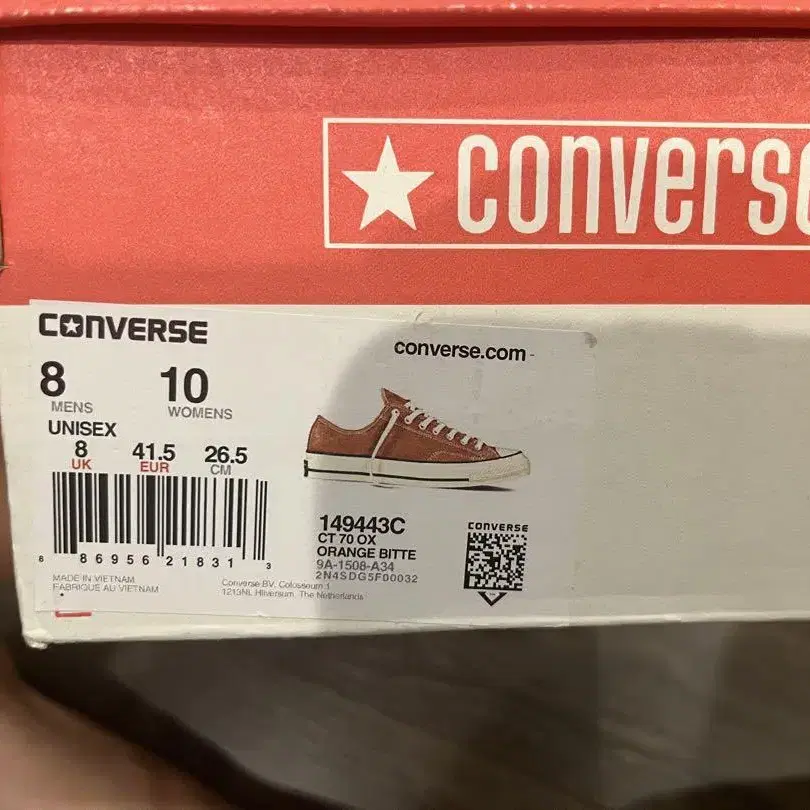 CONVERSE
CONVERSE
converse.com
8 10
MENS WOMENS
UNISEX
8 41.5 26.5
UK EUR CM
8 86956 21831 3
149443C
CT 70 OX
ORANGE BITTE
9A-1508-A34
2N4SDG5F00032
CONVERSE
MADE IN VIETNAM
FABRIQUE AU VIETNAM
Converse BV, Colosseum 1
1213NL Hilversum, The Netherlands